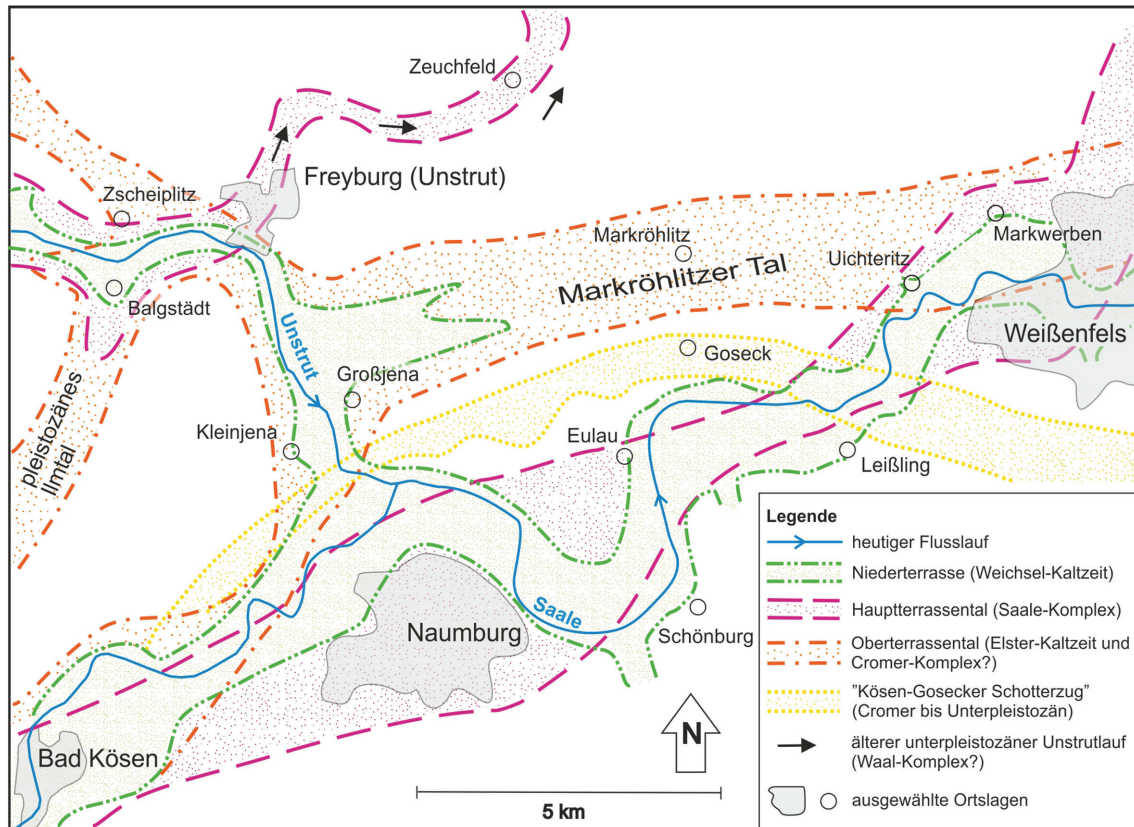 Zeuchfeld
Freyburg (Unstrut)
Zscheiplitz
Markröhlitz
Markwerben
Markröhlitzer Tal
Uichteritz
Balgstädt
Unstrut
Weißenfels
Goseck
Großjena
pleistozänes
Ilmtal
Kleinjena
Eulau
Leißling
Saale
Naumburg
Schönburg
Bad Kösen
N
5 km
Legende
heutiger Flusslauf
Niederterrasse (Weichsel-Kaltzeit)
Hauptterrassental (Saale-Komplex)
Oberterrassental (Elster-Kaltzeit und
Cromer-Komplex?)
"Kösen-Gosecker Schotterzug"
(Cromer bis Unterpleistozän)
älterer unterpleistozäner Unstrutlauf
(Waal-Komplex?)
ausgewählte Ortslagen